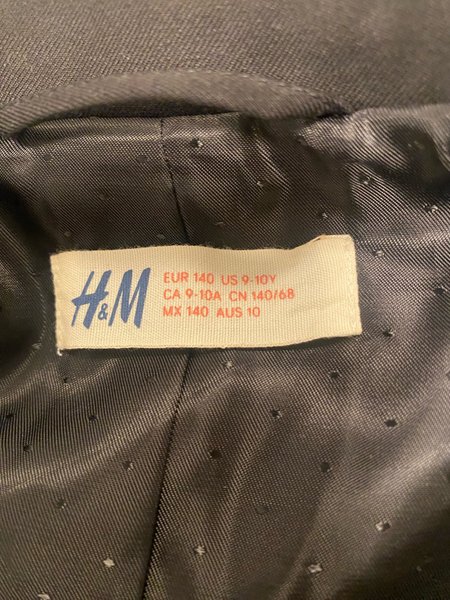 H&M
EUR 140 US 9-10Y
CA 9-10A CN 140/68
MX 140 AUS 10